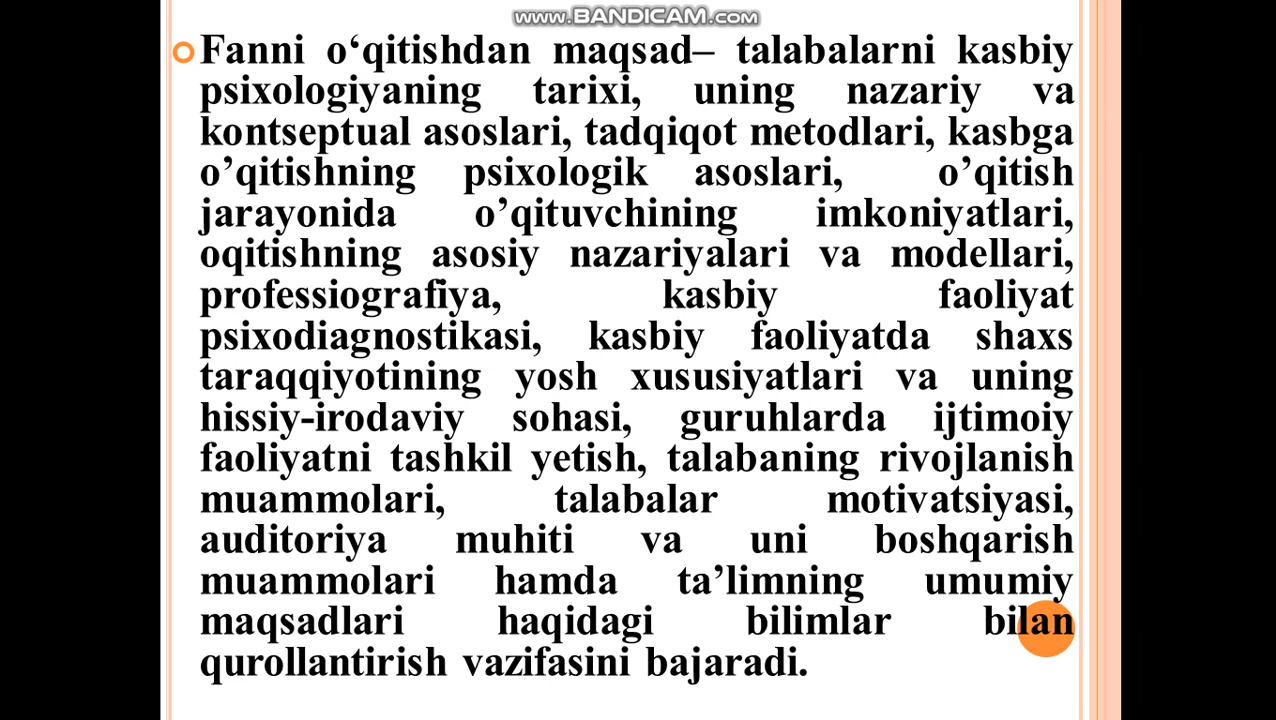 www.BANDICAM.com
Fanni o‘qitishdan maqsad– talabalarni kasbiy
psixologiyaning tarixi, uning nazariy va
kontseptual asoslari, tadqiqot metodlari, kasbga
o’qitishning psixologik asoslari, o’qitish
jarayonida o’qituvchining imkoniyatlari,
oqitishning asosiy nazariyalari va modellari,
professiografiya, kasbiy faoliyat
psixodiagnostikasi, kasbiy faoliyatda shaxs
taraqqiyotining yosh xususiyatlari va uning
hissiy-irodaviy sohasi, guruhlarda ijtimoiy
faoliyatni tashkil yetish, talabaning rivojlanish
muammolari, talabalar motivatsiyasi,
auditoriya muhiti va uni boshqarish
muammolari hamda ta’limning umumiy
maqsadlari haqidagi bilimlar bilan
qurollantirish vazifasini bajaradi.